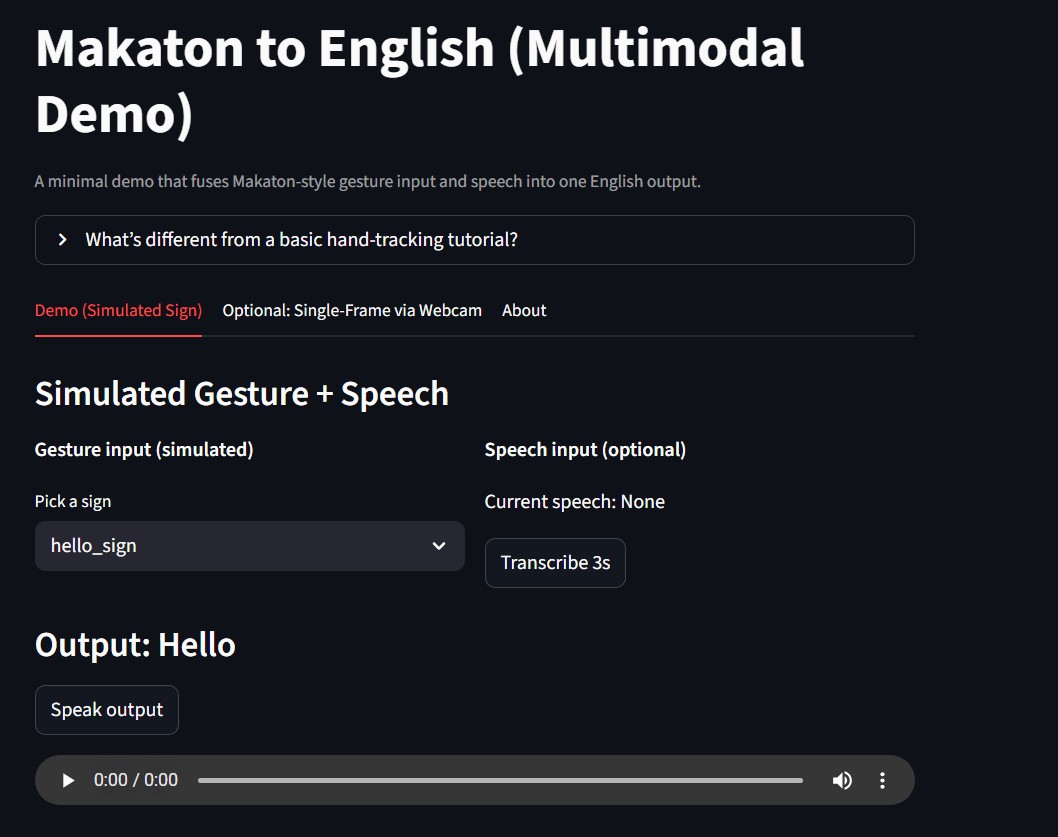 Makaton to English (Multimodal
Demo)
A minimal demo that fuses Makaton-style gesture input and speech into one English output.
What’s different from a basic hand-tracking tutorial?
Demo (Simulated Sign) Optional: Single-Frame via Webcam About
Simulated Gesture + Speech
Gesture input (simulated) Speech input (optional)
Pick a sign Current speech: None
hello_sign
Transcribe 3s
Output: Hello
Speak output
0:00 / 0:00